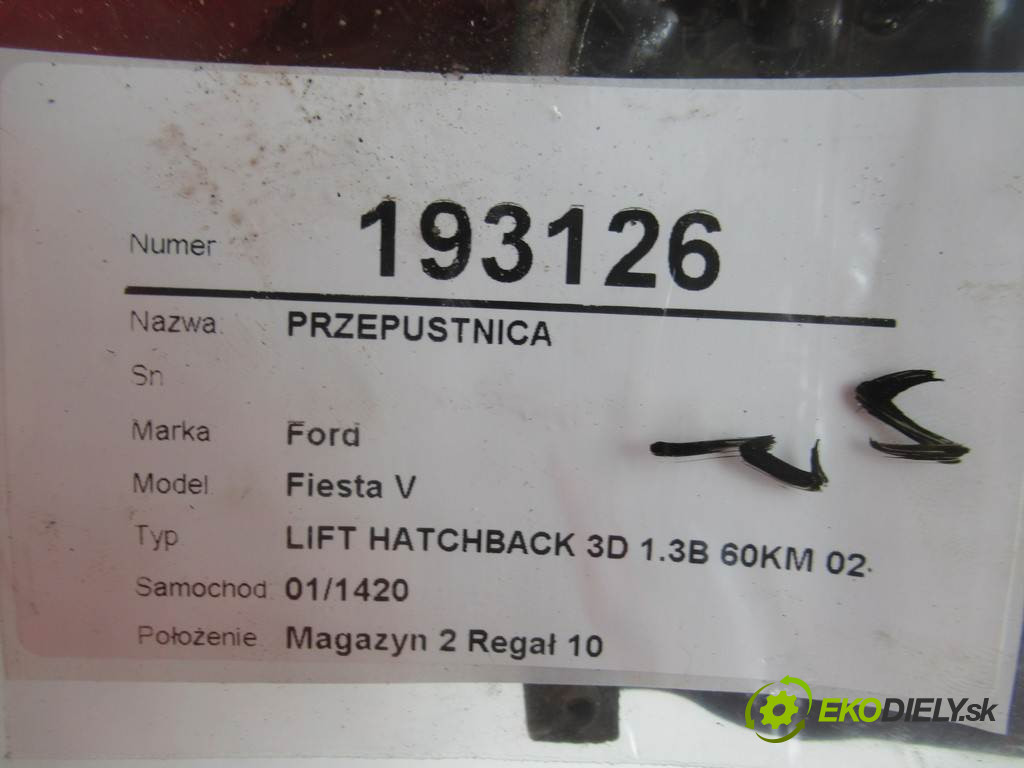 Numer 193126
Nazwa: PRZEPUSTNICA
Sn
Marka Ford
Model Fiesta V
Typ LIFT HATCHBACK 3D 1.3B 60KM 02-
Samochod 01/1420
Położenie Magazyn 2 Regał 10
EKODIELY.sk